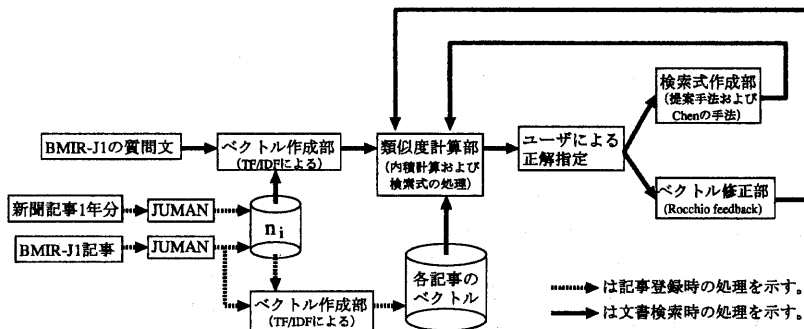 BMIR-J1の質問文
ベクトル作成部
(TF/IDFによる)
類似度計算部
(内積計算および
検索式の処理)
ユーザによる
正解指定
検索式作成部
(提案手法および
Chenの手法)
ベクトル修正部
(Rocchio feedback)
新聞記事1年分
JUMAN
BMIR-J1記事
JUMAN
ni
ベクトル作成部
(TF/IDFによる)
各記事の
ベクトル
は記事登録時の処理を示す。
は文書検索時の処理を示す。